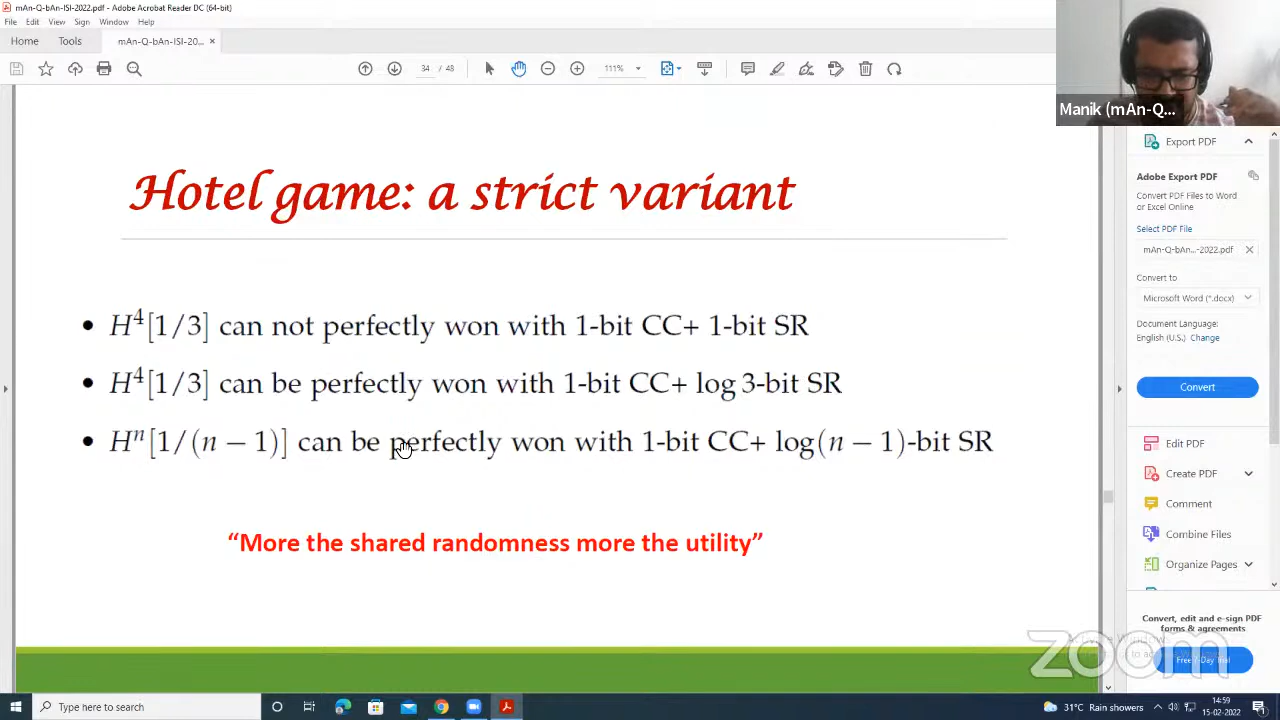 mAn-Q-bAn-ISI-2022.pdf - Adobe Acrobat Reader DC (64-bit)
File Edit View Sign Window Help
Home Tools mAn-Q-bAn-ISI-20... ×
34 / 48 111%
Manik (mAn-Q...
Hotel game: a strict variant
• H⁴[1/3] can not perfectly won with 1-bit CC+ 1-bit SR
• H⁴[1/3] can be perfectly won with 1-bit CC+ log 3-bit SR
• Hⁿ[1/(n − 1)] can be perfectly won with 1-bit CC+ log(n − 1)-bit SR
“More the shared randomness more the utility”
Export PDF
Adobe Export PDF
Convert PDF Files to Word
or Excel Online
Select PDF File
mAn-Q-bAn...-2022.pdf
Convert to
Microsoft Word (*.docx)
Document Language:
English (U.S.) Change
Convert
Edit PDF
Create PDF
Comment
Combine Files
Organize Pages
Convert, edit and e-sign PDF
forms & agreements
Free 7-Day Trial
zoom
Type here to search
31°C Rain showers
14:59
15-02-2022